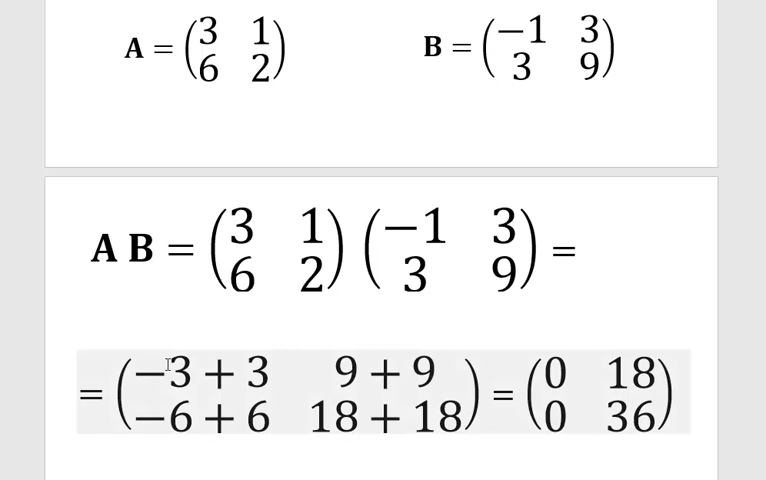 A = (3 1
6 2) B = (−1 3
3 9)
A B = (3 1
6 2) (−1 3
3 9) =
= (−3 + 3 9 + 9
−6 + 6 18 + 18) = (0 18
0 36)